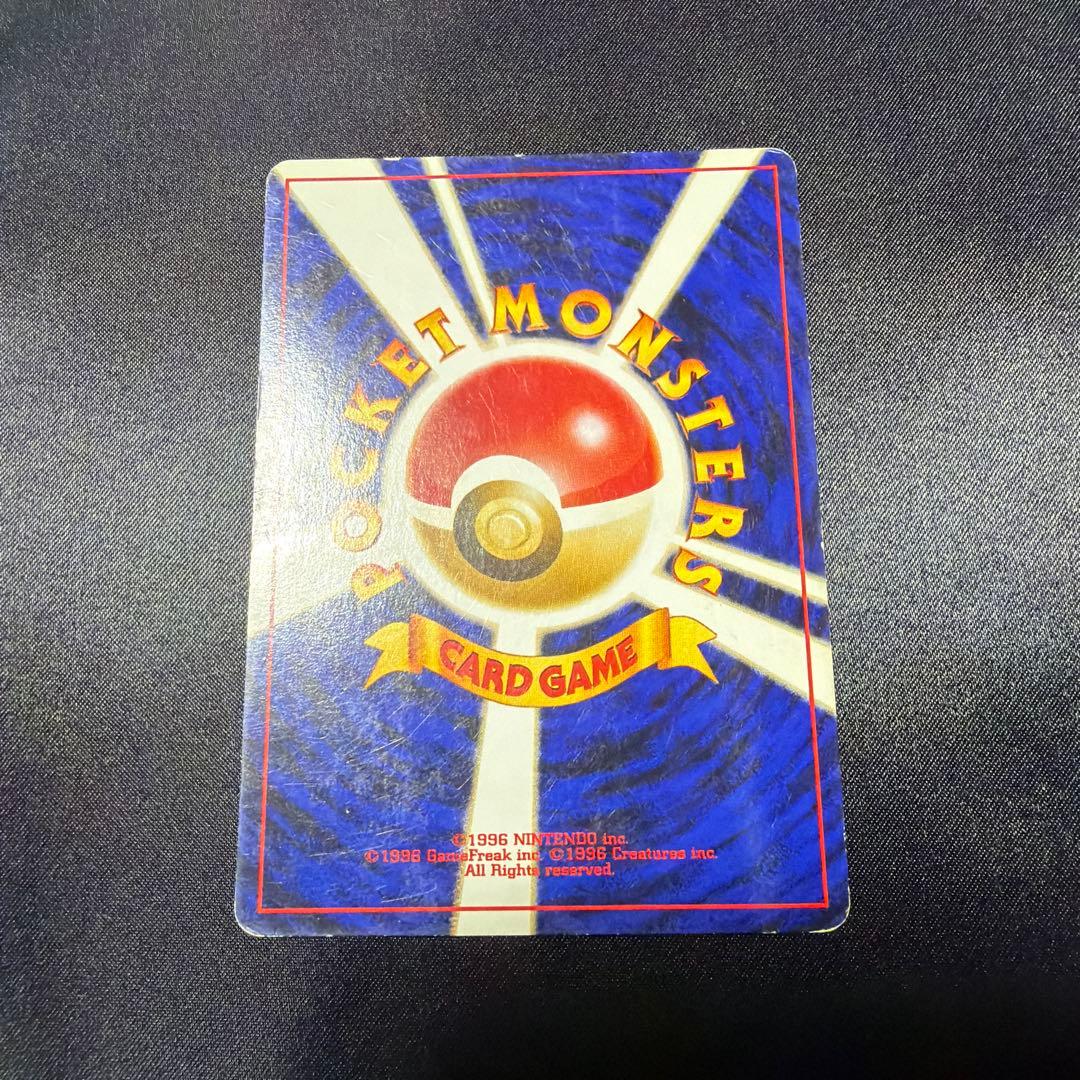 POCKET MONSTERS
CARD GAME
©1996 NINTENDO inc.
©1996 GameFreak inc. ©1996 Creatures inc.
All Rights reserved.